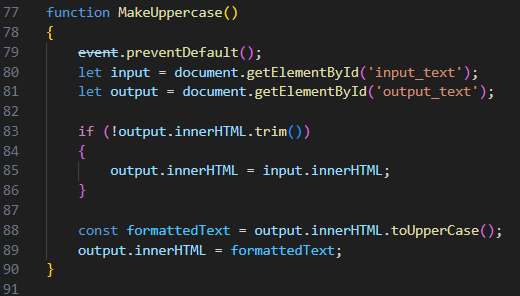 77 function MakeUppercase()
78 {
79     event.preventDefault();
80     let input = document.getElementById('input_text');
81     let output = document.getElementById('output_text');
82
83     if (!output.innerHTML.trim())
84     {
85         output.innerHTML = input.innerHTML;
86     }
87
88     const formattedText = output.innerHTML.toUpperCase();
89     output.innerHTML = formattedText;
90 }
91